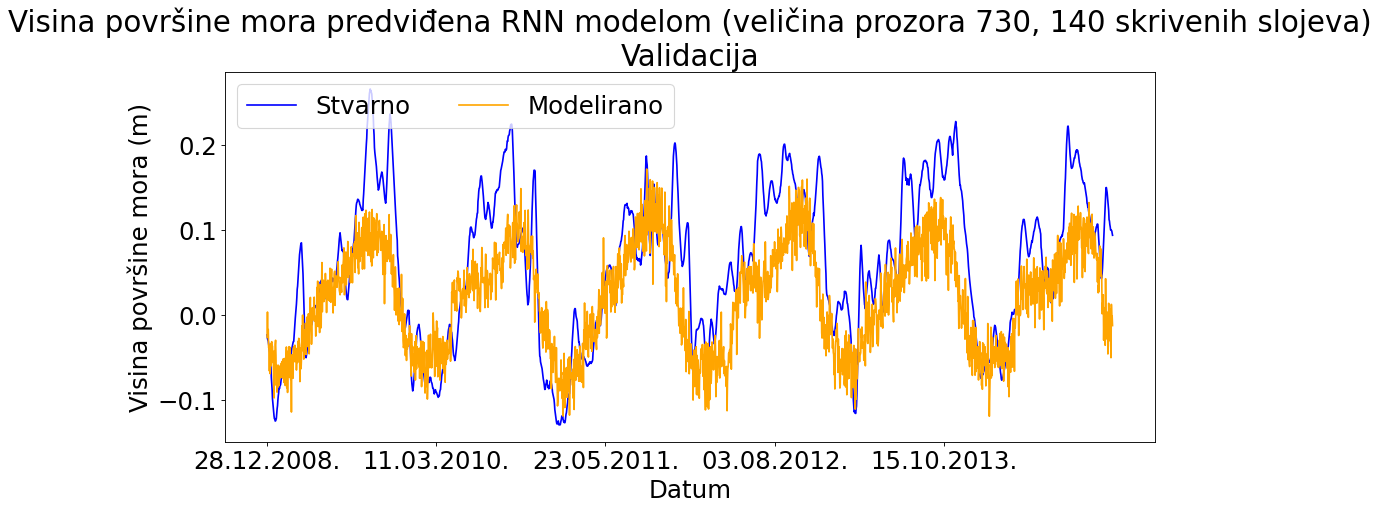 Visina površine mora predviđena RNN modelom (veličina prozora 730, 140 skrivenih slojeva)
Validacija
Stvarno
Modelirano
Visina površine mora (m)
0.2
0.1
0.0
−0.1
28.12.2008.
11.03.2010.
23.05.2011.
03.08.2012.
15.10.2013.
Datum